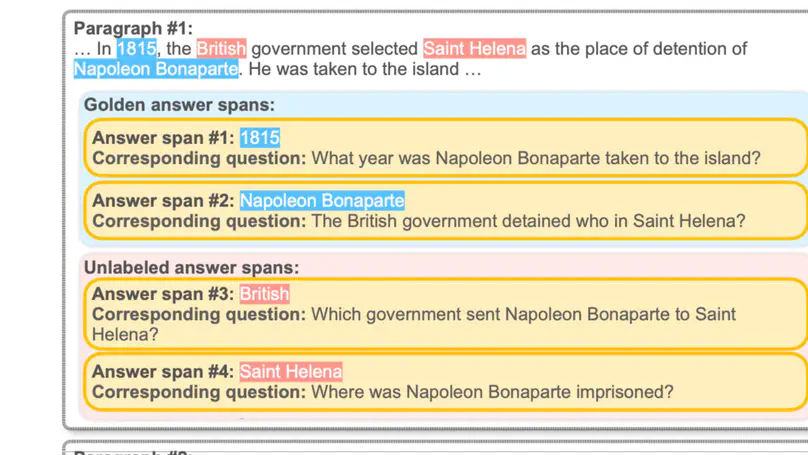 Paragraph #1:
… In 1815, the British government selected Saint Helena as the place of detention of
Napoleon Bonaparte. He was taken to the island …
Golden answer spans:
Answer span #1: 1815
Corresponding question: What year was Napoleon Bonaparte taken to the island?
Answer span #2: Napoleon Bonaparte
Corresponding question: The British government detained who in Saint Helena?
Unlabeled answer spans:
Answer span #3: British
Corresponding question: Which government sent Napoleon Bonaparte to Saint
Helena?
Answer span #4: Saint Helena
Corresponding question: Where was Napoleon Bonaparte imprisoned?